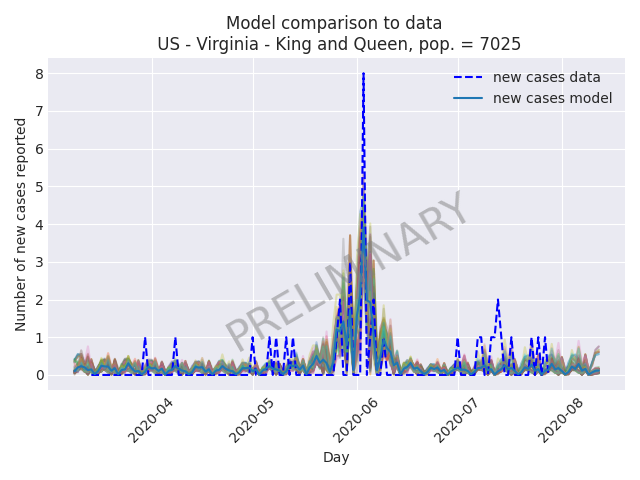 Model comparison to data
US - Virginia - King and Queen, pop. = 7025
new cases data
new cases model
Number of new cases reported
8
7
6
5
4
3
2
1
0
PRELIMINARY
2020-04
2020-05
2020-06
2020-07
2020-08
Day